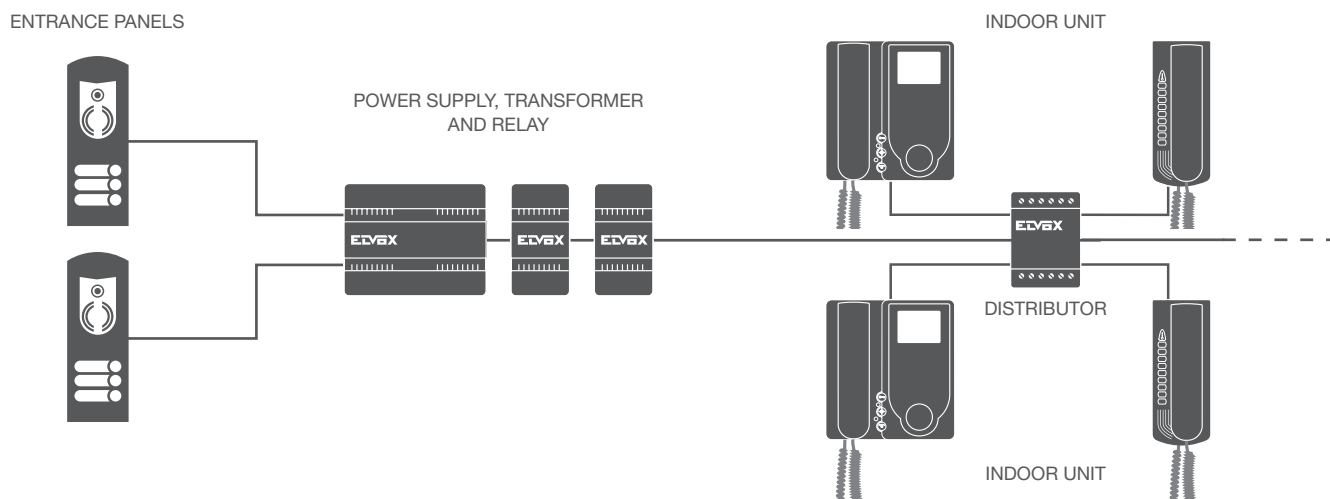 ENTRANCE PANELS
INDOOR UNIT
POWER SUPPLY, TRANSFORMER
AND RELAY
ELVOX
ELVOX
ELVOX
ELVOX
DISTRIBUTOR
INDOOR UNIT